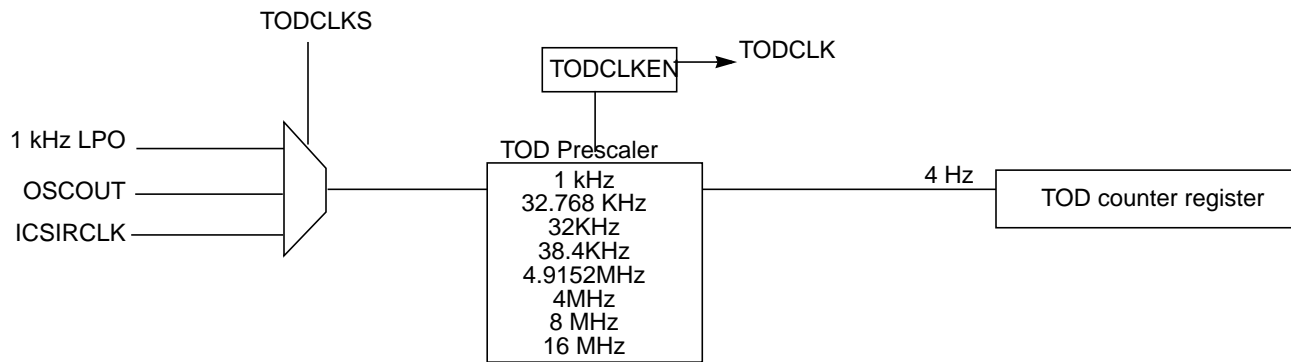 TODCLKS
TODCLKEN
TODCLK
1 kHz LPO
OSCOUT
ICSIRCLK
TOD Prescaler
1 kHz
32.768 KHz
32KHz
38.4KHz
4.9152MHz
4MHz
8 MHz
16 MHz
4 Hz
TOD counter register